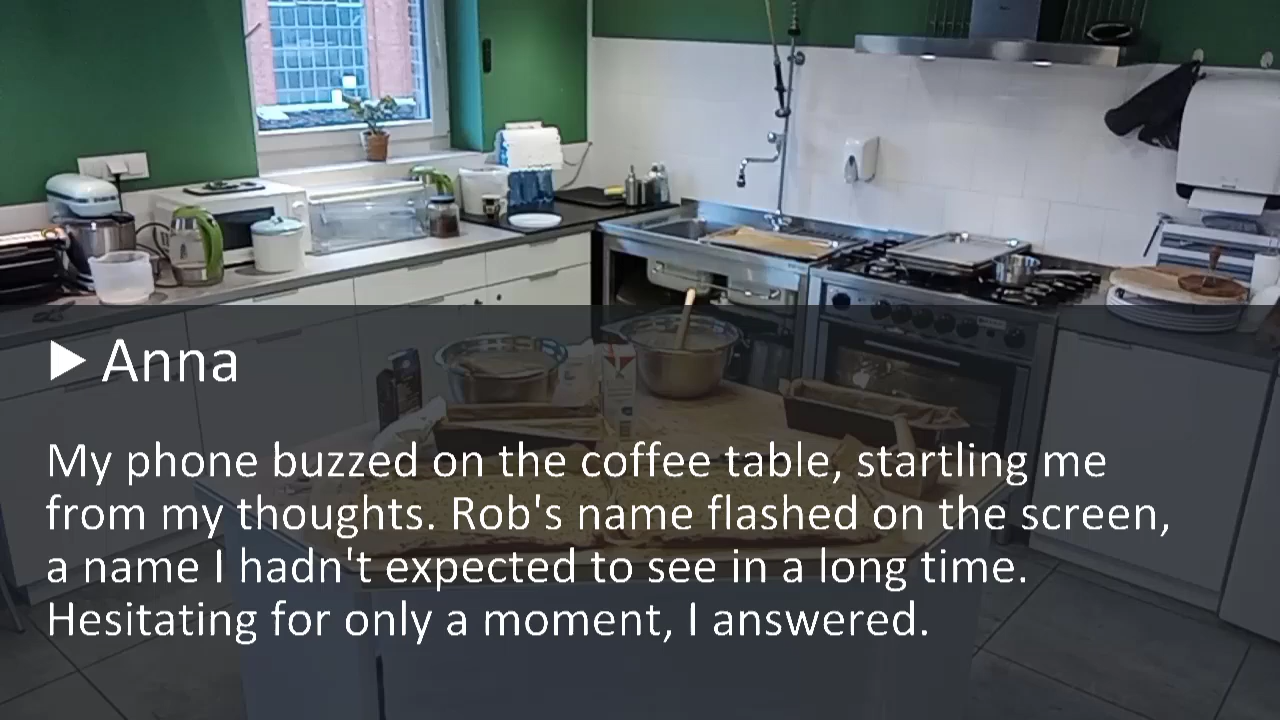 Anna
My phone buzzed on the coffee table, startling me
from my thoughts. Rob's name flashed on the screen,
a name I hadn't expected to see in a long time.
Hesitating for only a moment, I answered.